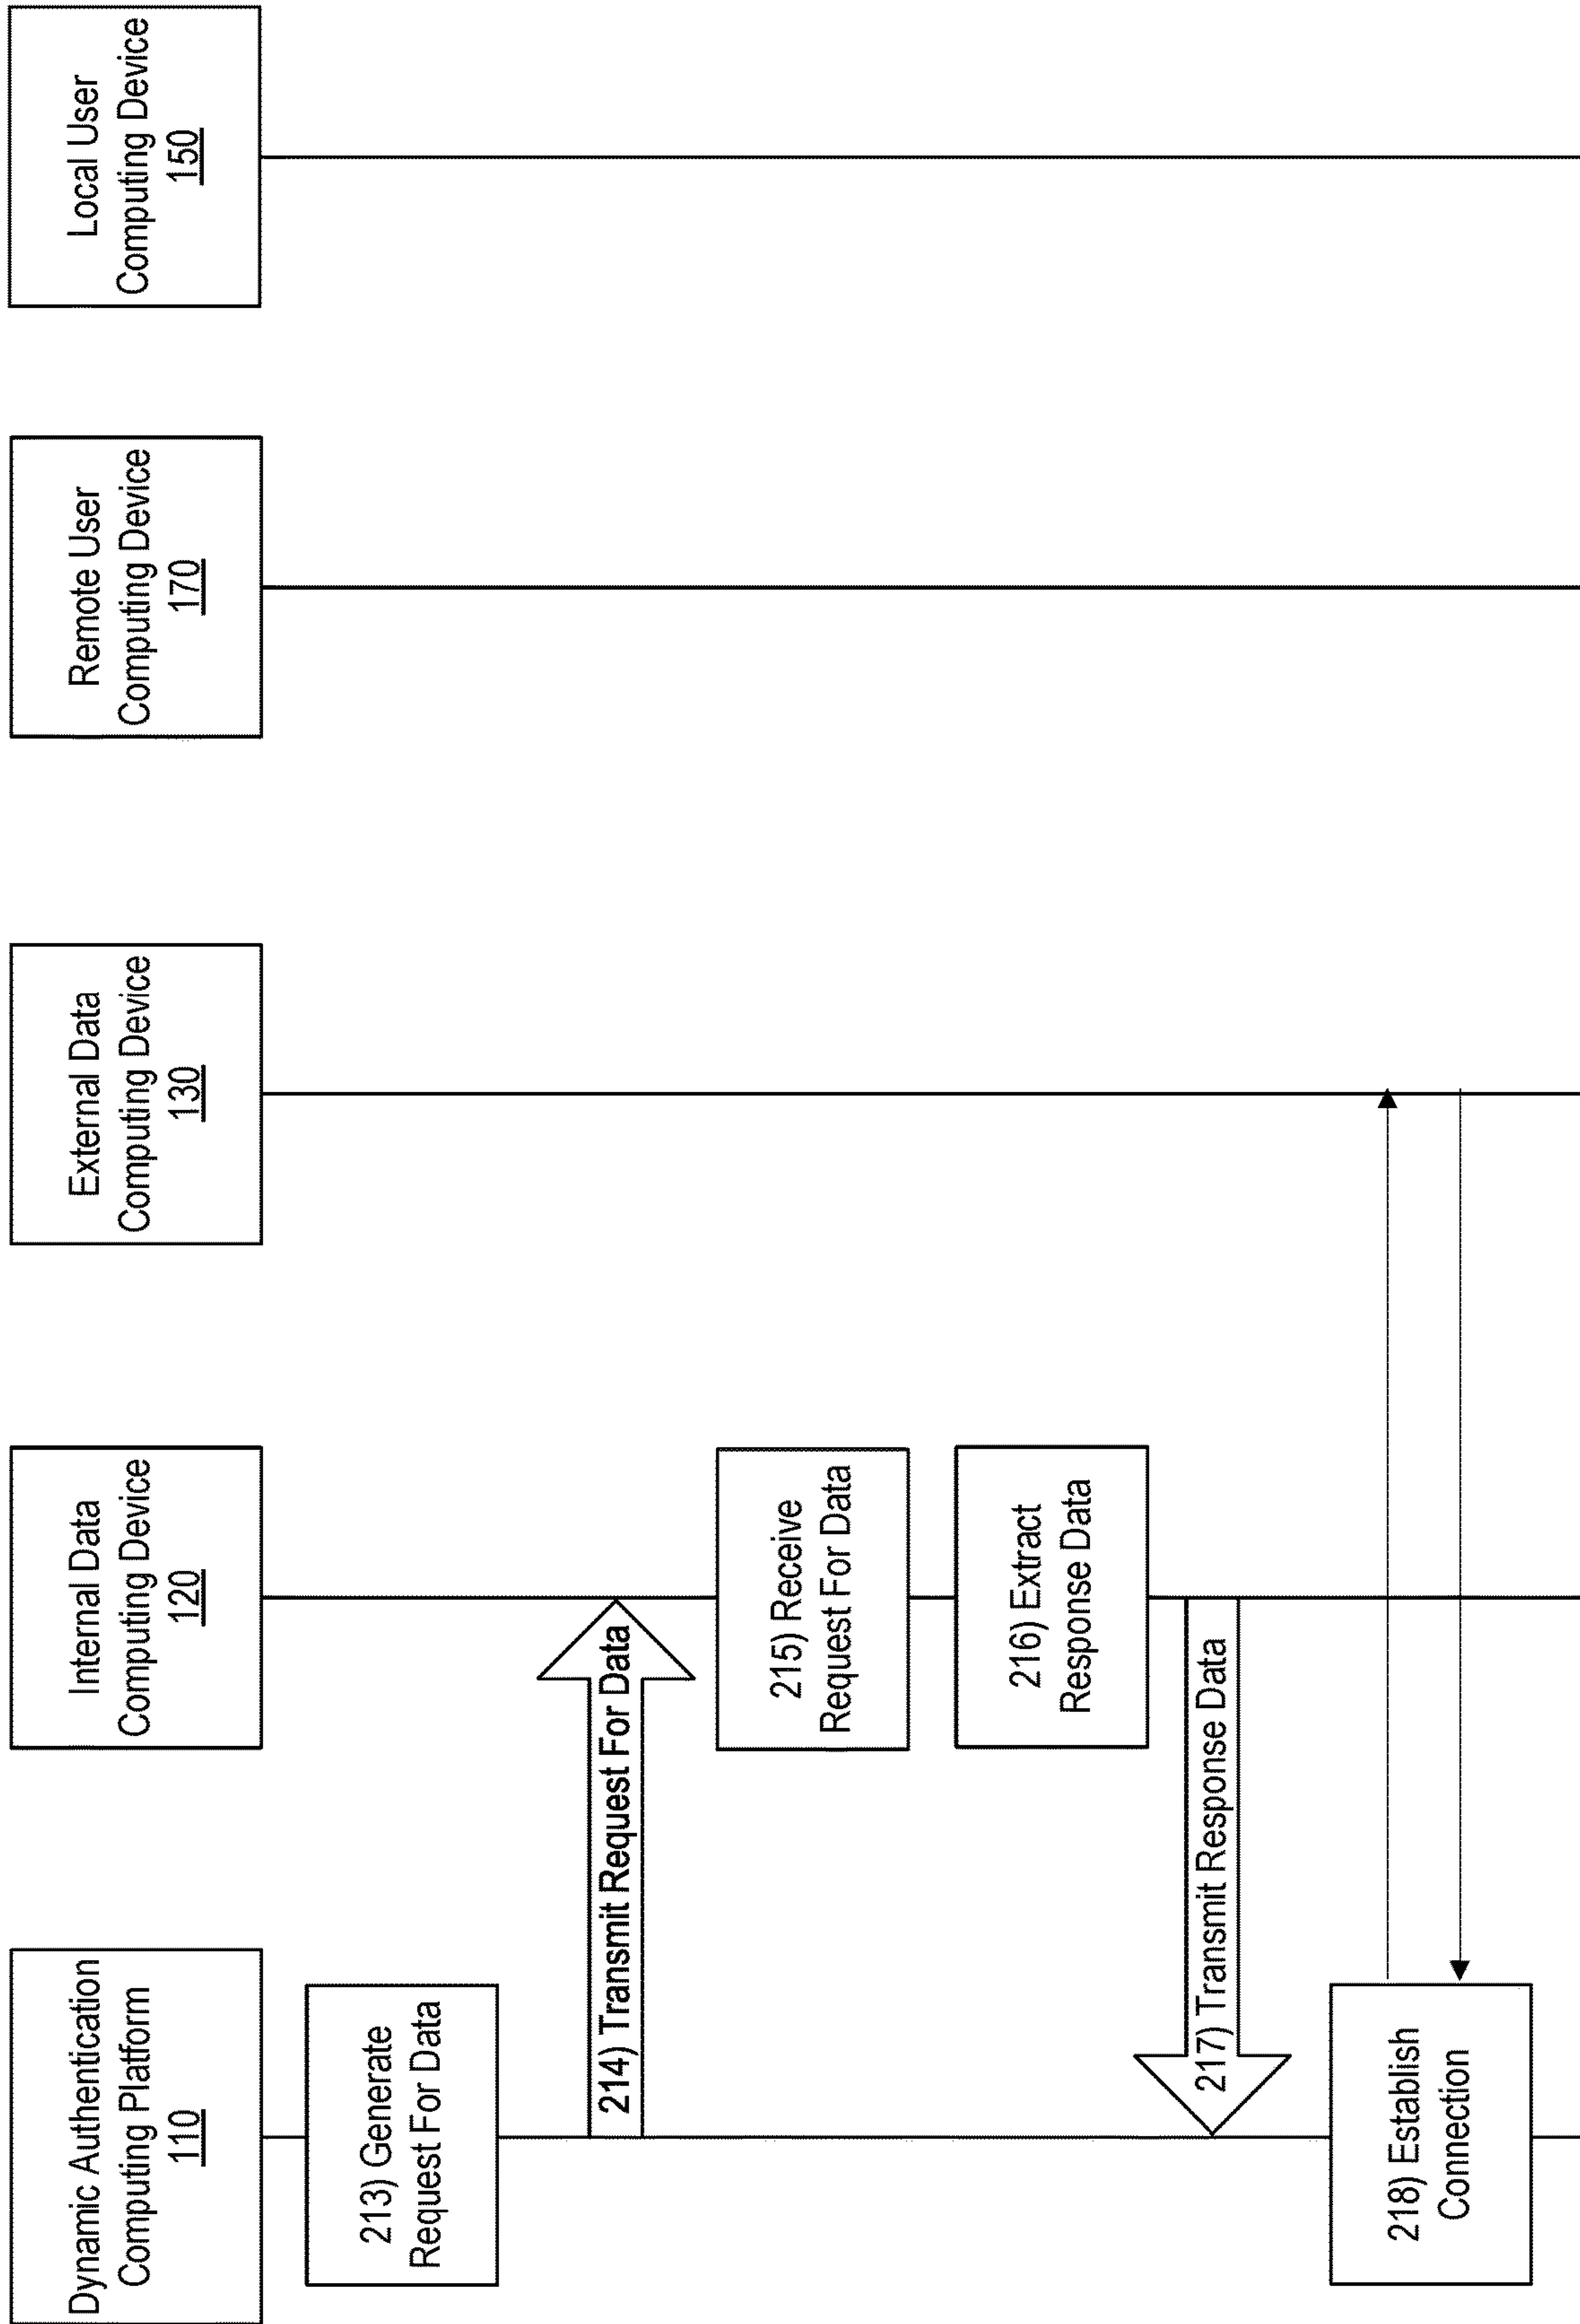 Dynamic Authentication
Computing Platform
110
Internal Data
Computing Device
120
External Data
Computing Device
130
Remote User
Computing Device
170
Local User
Computing Device
150
213) Generate
Request For Data
214) Transmit Request For Data
215) Receive
Request For Data
216) Extract
Response Data
217) Transmit Response Data
218) Establish
Connection